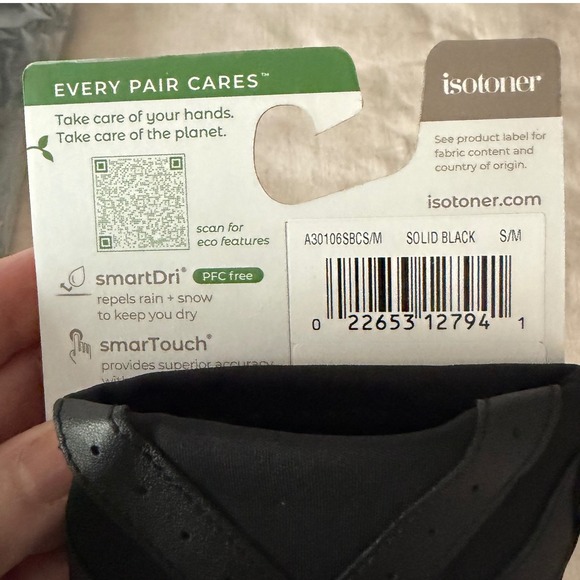 EVERY PAIR CARES™
Take care of your hands.
Take care of the planet.
scan for
eco features
smartDri® PFC free
repels rain + snow
to keep you dry
smarTouch®
provides superior accuracy
isotoner
See product label for
fabric content and
country of origin.
isotoner.com
A30106SBCS/M SOLID BLACK S/M
0 22653 12794 1